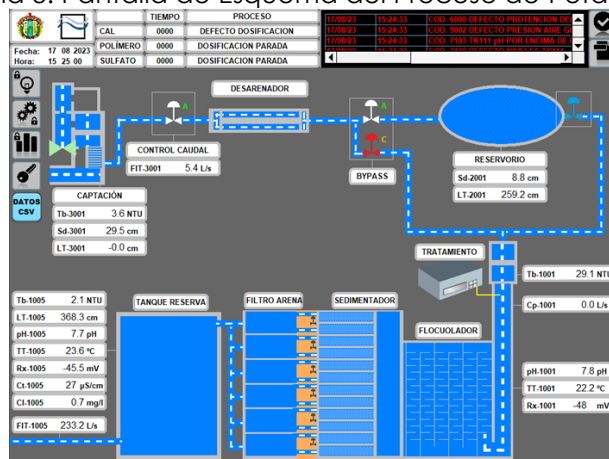 Pantalla de Esquema del Proceso de
TIEMPO PROCESO
CAL 0000 DEFECTO DOSIFICACION
POLÍMERO 0000 DOSIFICACION PARADA
SULFATO 0000 DOSIFICACION PARADA
Fecha: 17 08 2023
Hora: 15 25 00
17/08/23 15:24:33 COD. 6000 DEFECTO PROTENCION DE
17/08/23 15:24:33 COD. 9002 DEFECTO PRESION AIRE
17/08/23 15:24:33 COD. 7103 TK111 pH POR ENCIMA DE
DESARENADOR
A
A
C
CONTROL CAUDAL
FIT-3001 5.4 L/s
BYPASS
RESERVORIO
Sd-2001 8.8 cm
LT-2001 259.2 cm
DATOS
CSV
CAPTACIÓN
Tb-3001 3.6 NTU
Sd-3001 29.5 cm
LT-3001 -0.0 cm
TRATAMIENTO
Tb-1001 29.1 NTU
Cp-1001 0.0 L/s
Tb-1005 2.1 NTU
LT-1005 368.3 cm
pH-1005 7.7 pH
TT-1005 23.6 °C
Rx-1005 -45.5 mV
Ct-1005 27 µS/cm
Cl-1005 0.7 mg/l
FIT-1005 233.2 L/s
TANQUE RESERVA
FILTRO ARENA
SEDIMENTADOR
FLOCULADOR
pH-1001 7.8 pH
TT-1001 22.2 °C
Rx-1001 -48 mV